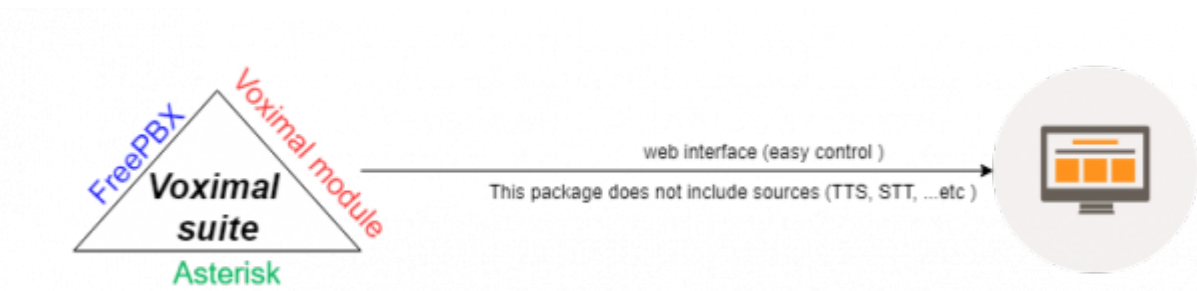 FreePBX
Voximal module
Voximal
suite
Asterisk
web interface (easy control )
This package does not include sources (TTS, STT, ...etc )